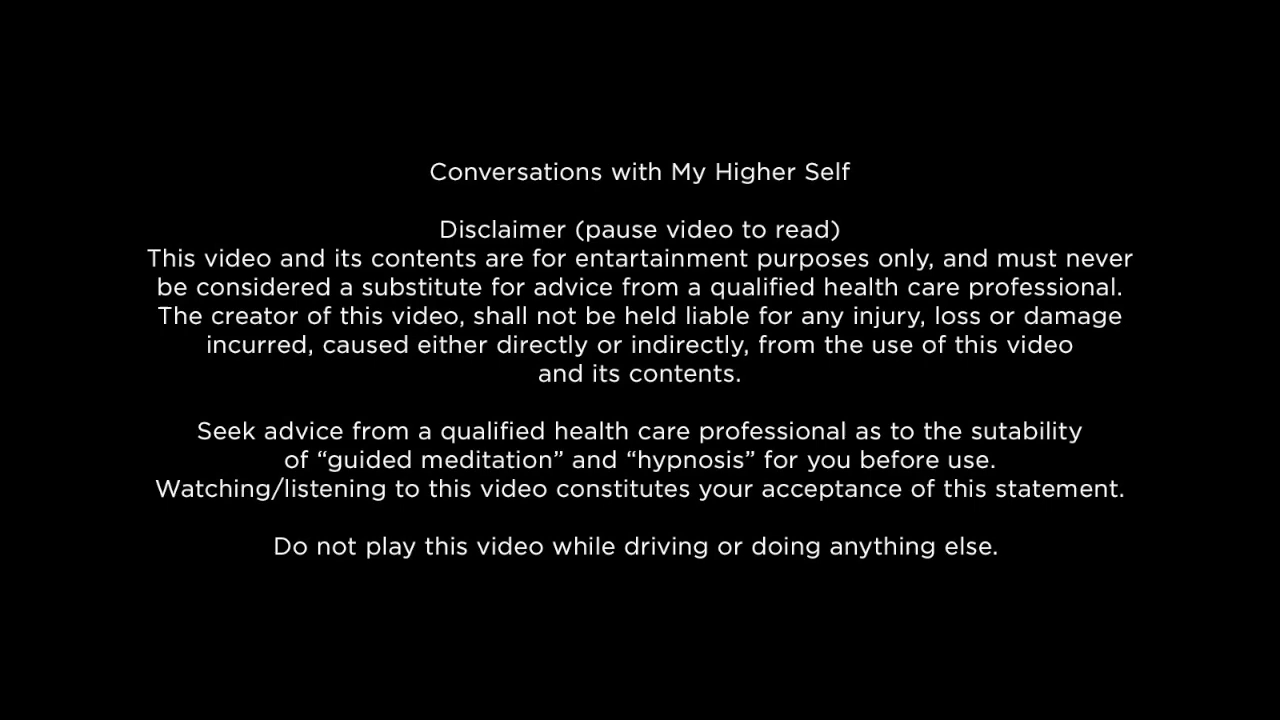 Conversations with My Higher Self
Disclaimer (pause video to read)
This video and its contents are for entartainment purposes only, and must never
be considered a substitute for advice from a qualified health care professional.
The creator of this video, shall not be held liable for any injury, loss or damage
incurred, caused either directly or indirectly, from the use of this video
and its contents.
Seek advice from a qualified health care professional as to the sutability
of “guided meditation” and “hypnosis” for you before use.
Watching/listening to this video constitutes your acceptance of this statement.
Do not play this video while driving or doing anything else.